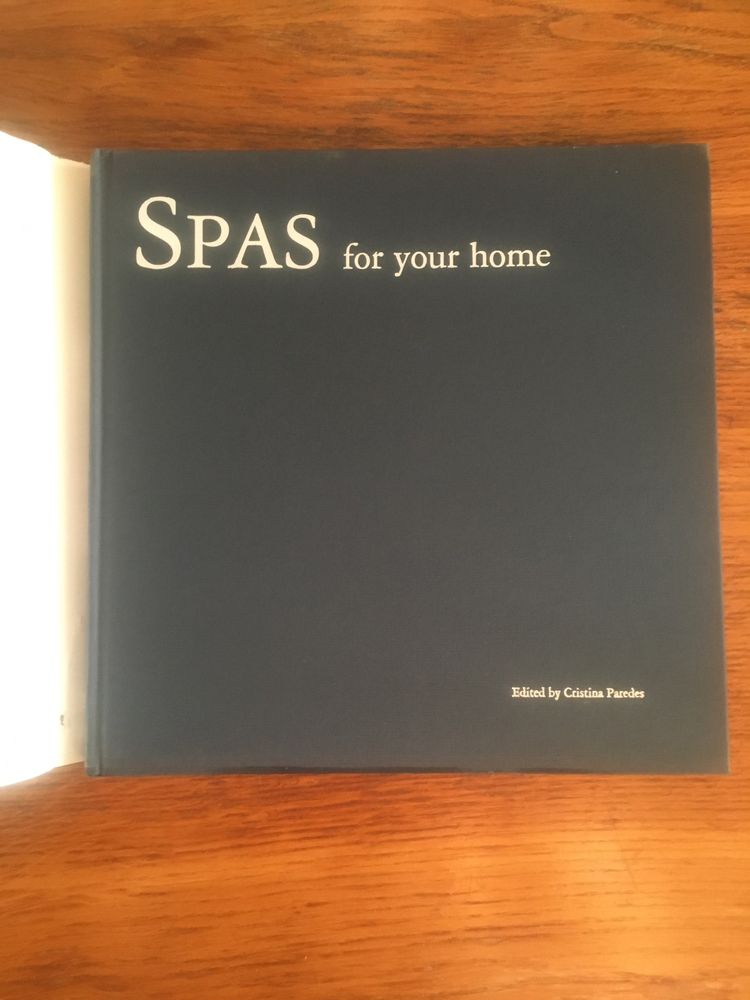 SPAS for your home
Edited by Cristina Paredes